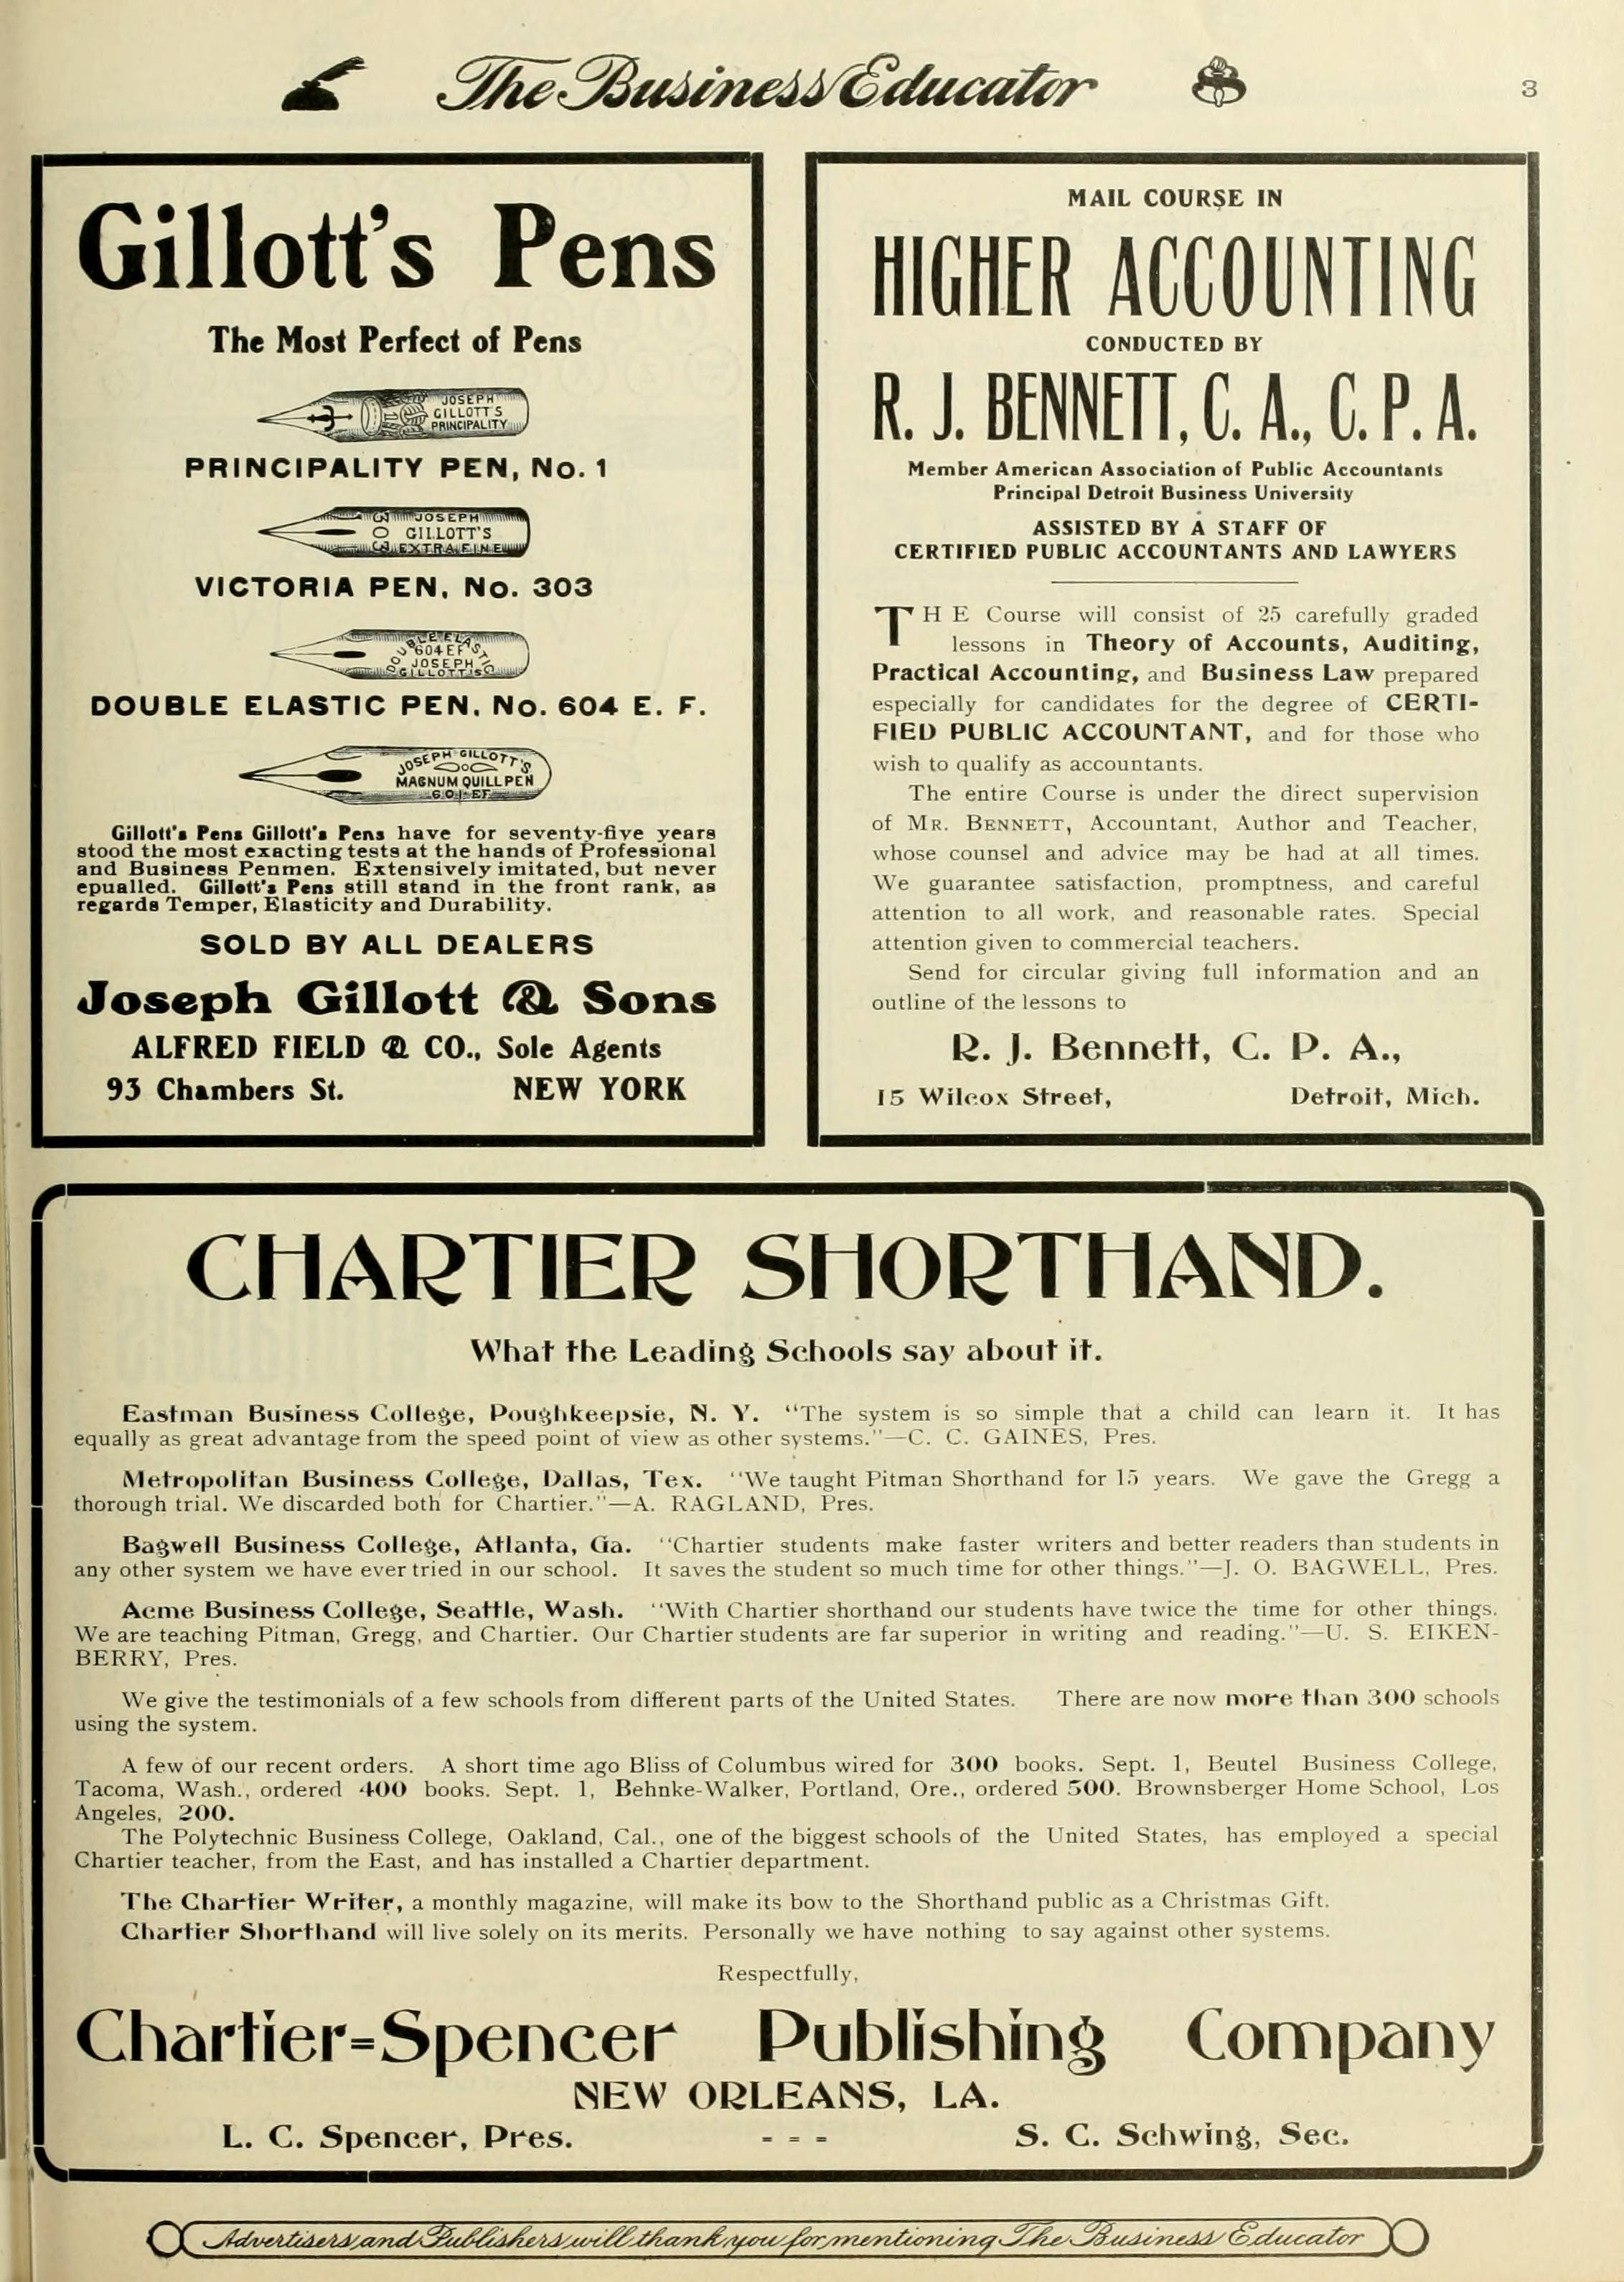 The Business Educator
3
Gillott's Pens
The Most Perfect of Pens
JOSEPH
GILLOTT'S
PRINCIPALITY
PRINCIPALITY PEN, No. 1
303
JOSEPH
GILLOTT'S
EXTRA FINE
VICTORIA PEN, No. 303
DOUBLE ELASTIC
604 EF
JOSEPH
GILLOTT'S
DOUBLE ELASTIC PEN, No. 604 E. F.
JOSEPH GILLOTT'S
MAGNUM QUILL PEN
601 EF
Gillott's Pens Gillott's Pens have for seventy-five years
stood the most exacting tests at the hands of Professional
and Business Penmen. Extensively imitated, but never
epualled. Gillott's Pens still stand in the front rank, as
regards Temper, Elasticity and Durability.
SOLD BY ALL DEALERS
Joseph Gillott & Sons
ALFRED FIELD & CO., Sole Agents
93 Chambers St. NEW YORK
MAIL COURSE IN
HIGHER ACCOUNTING
CONDUCTED BY
R. J. BENNETT, C. A., C. P. A.
Member American Association of Public Accountants
Principal Detroit Business University
ASSISTED BY A STAFF OF
CERTIFIED PUBLIC ACCOUNTANTS AND LAWYERS
THE Course will consist of 25 carefully graded
lessons in Theory of Accounts, Auditing,
Practical Accounting, and Business Law prepared
especially for candidates for the degree of CERTI-
FIED PUBLIC ACCOUNTANT, and for those who
wish to qualify as accountants.
The entire Course is under the direct supervision
of MR. BENNETT, Accountant, Author and Teacher,
whose counsel and advice may be had at all times.
We guarantee satisfaction, promptness, and careful
attention to all work, and reasonable rates. Special
attention given to commercial teachers.
Send for circular giving full information and an
outline of the lessons to
R. J. Bennett, C. P. A.,
15 Wilcox Street, Detroit, Mich.
CHARTIER SHORTHAND.
What the Leading Schools say about it.
Eastman Business College, Poughkeepsie, N. Y. "The system is so simple that a child can learn it. It has
equally as great advantage from the speed point of view as other systems."—C. C. GAINES, Pres.
Metropolitan Business College, Dallas, Tex. "We taught Pitman Shorthand for 15 years. We gave the Gregg a
thorough trial. We discarded both for Chartier."—A. RAGLAND, Pres.
Bagwell Business College, Atlanta, Ga. "Chartier students make faster writers and better readers than students in
any other system we have ever tried in our school. It saves the student so much time for other things."—J. O. BAGWELL, Pres.
Acme Business College, Seattle, Wash. "With Chartier shorthand our students have twice the time for other things.
We are teaching Pitman, Gregg, and Chartier. Our Chartier students are far superior in writing and reading."—U. S. EIKEN-
BERRY, Pres.
We give the testimonials of a few schools from different parts of the United States. There are now more than 300 schools
using the system.
A few of our recent orders. A short time ago Bliss of Columbus wired for 300 books. Sept. 1, Beutel Business College,
Tacoma, Wash., ordered 400 books. Sept. 1, Behnke-Walker, Portland, Ore., ordered 500. Brownsberger Home School, Los
Angeles, 200.
The Polytechnic Business College, Oakland, Cal., one of the biggest schools of the United States, has employed a special
Chartier teacher, from the East, and has installed a Chartier department.
The Chartier Writer, a monthly magazine, will make its bow to the Shorthand public as a Christmas Gift.
Chartier Shorthand will live solely on its merits. Personally we have nothing to say against other systems.
Respectfully,
Chartier=Spencer Publishing Company
NEW ORLEANS, LA.
L. C. Spencer, Pres. - = - S. C. Schwing, Sec.
Advertisers and Publishers will thank you for mentioning The Business Educator